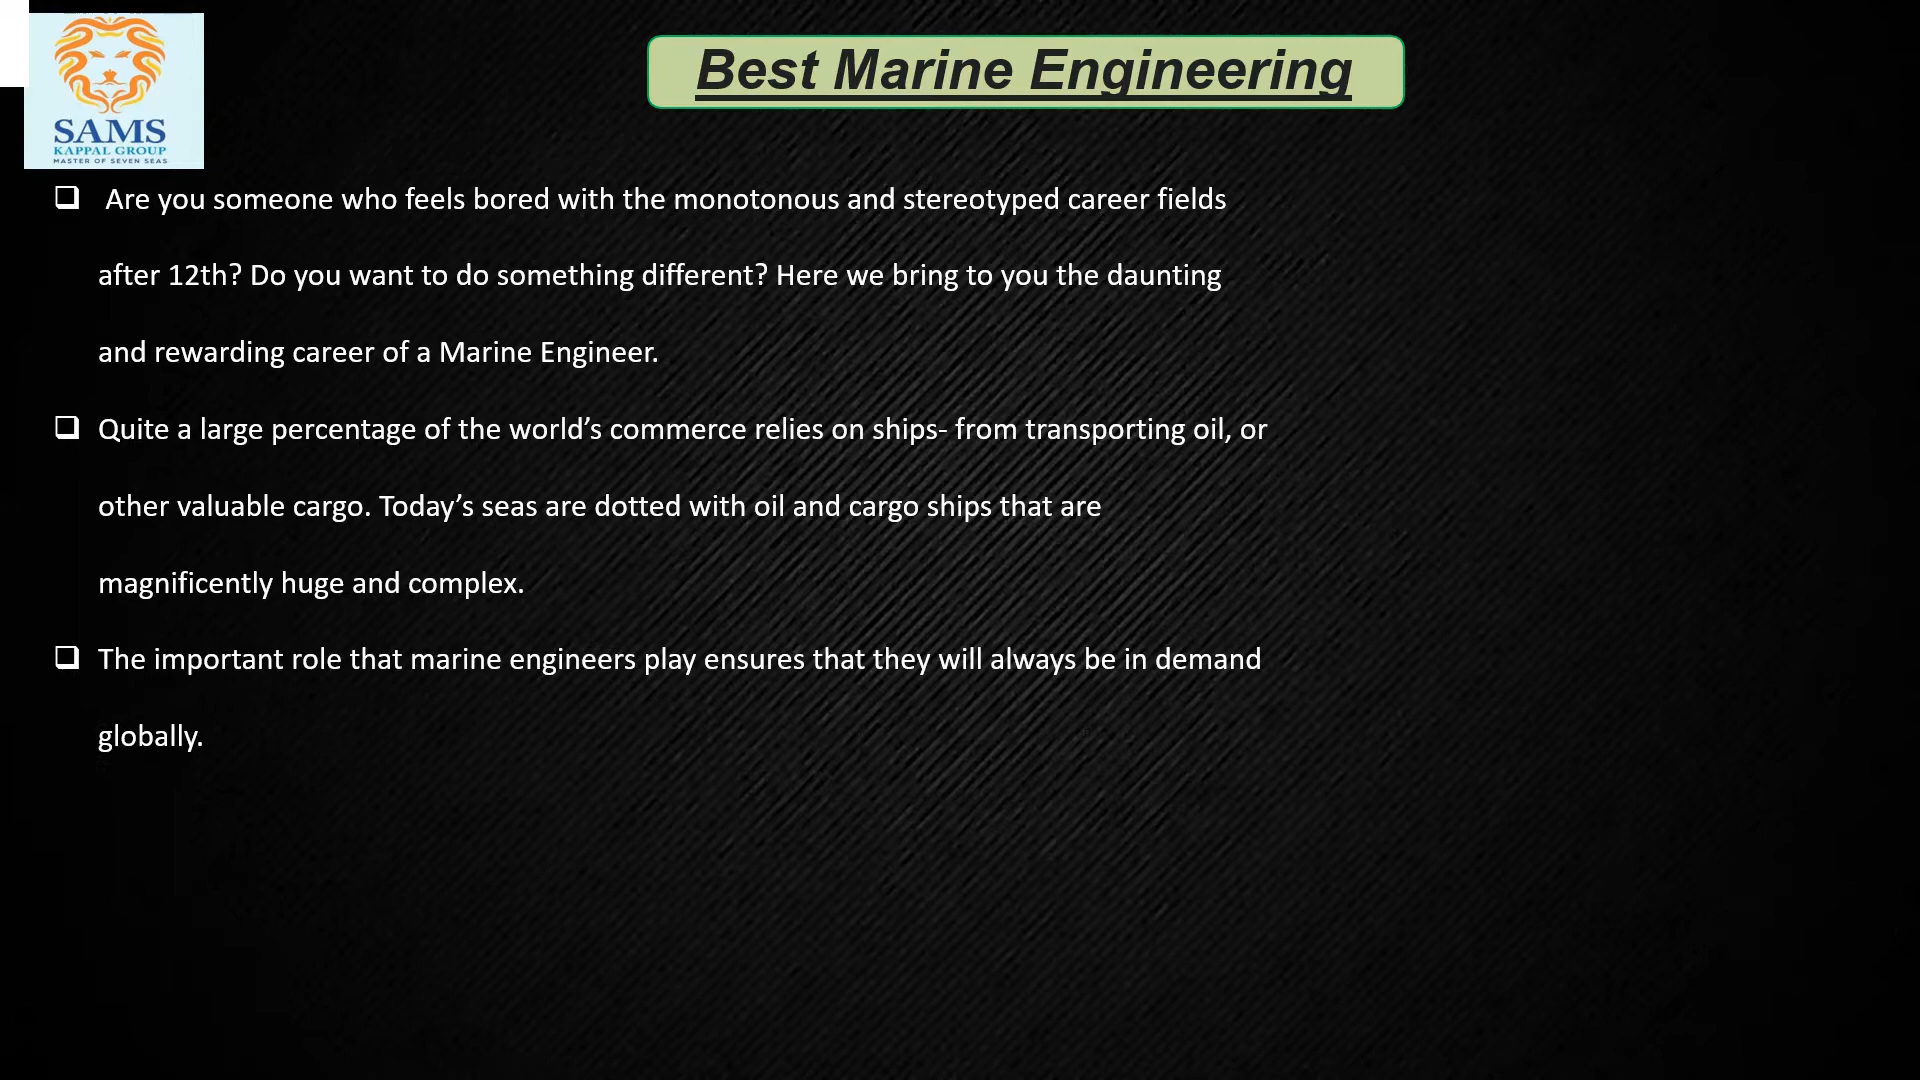 SAMS
KAPPAL GROUP
MASTER OF SEVEN SEAS
Best Marine Engineering
Are you someone who feels bored with the monotonous and stereotyped career fields
after 12th? Do you want to do something different? Here we bring to you the daunting
and rewarding career of a Marine Engineer.
Quite a large percentage of the world’s commerce relies on ships- from transporting oil, or
other valuable cargo. Today’s seas are dotted with oil and cargo ships that are
magnificently huge and complex.
The important role that marine engineers play ensures that they will always be in demand
globally.